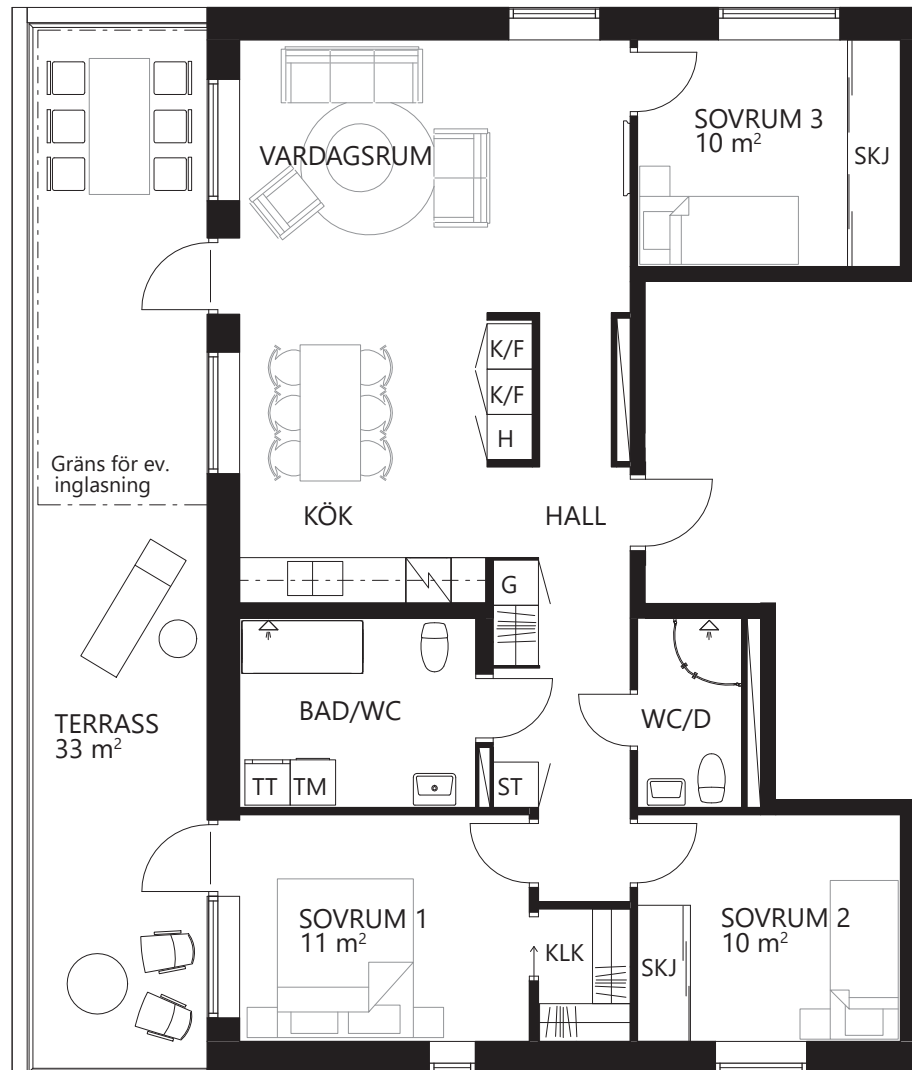 SOVRUM 3
10 m²
SKJ
VARDAGSRUM
K/F
K/F
H
Gräns för ev.
inglasning
KÖK
HALL
G
BAD/WC
WC/D
TERRASS
33 m²
TT
TM
ST
SOVRUM 1
11 m²
KLK
SKJ
SOVRUM 2
10 m²